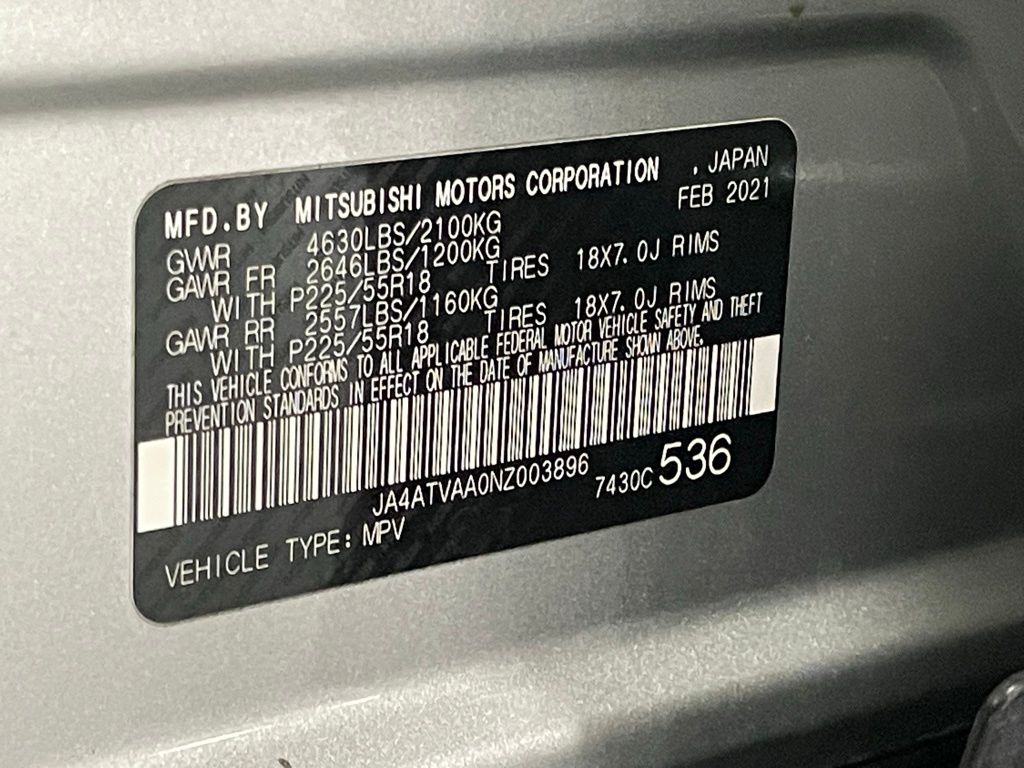 MFD.BY MITSUBISHI MOTORS CORPORATION , JAPAN
FEB 2021
GVWR 4630LBS/2100KG
GAWR FR 2646LBS/1200KG
WITH P225/55R18 TIRES 18X7.0J RIMS
GAWR RR 2557LBS/1160KG
WITH P225/55R18 TIRES 18X7.0J RIMS
THIS VEHICLE CONFORMS TO ALL APPLICABLE FEDERAL MOTOR VEHICLE SAFETY AND THEFT
PREVENTION STANDARDS IN EFFECT ON THE DATE OF MANUFACTURE SHOWN ABOVE.
JA4ATVAA0NZ003896 7430C 536
VEHICLE TYPE: MPV